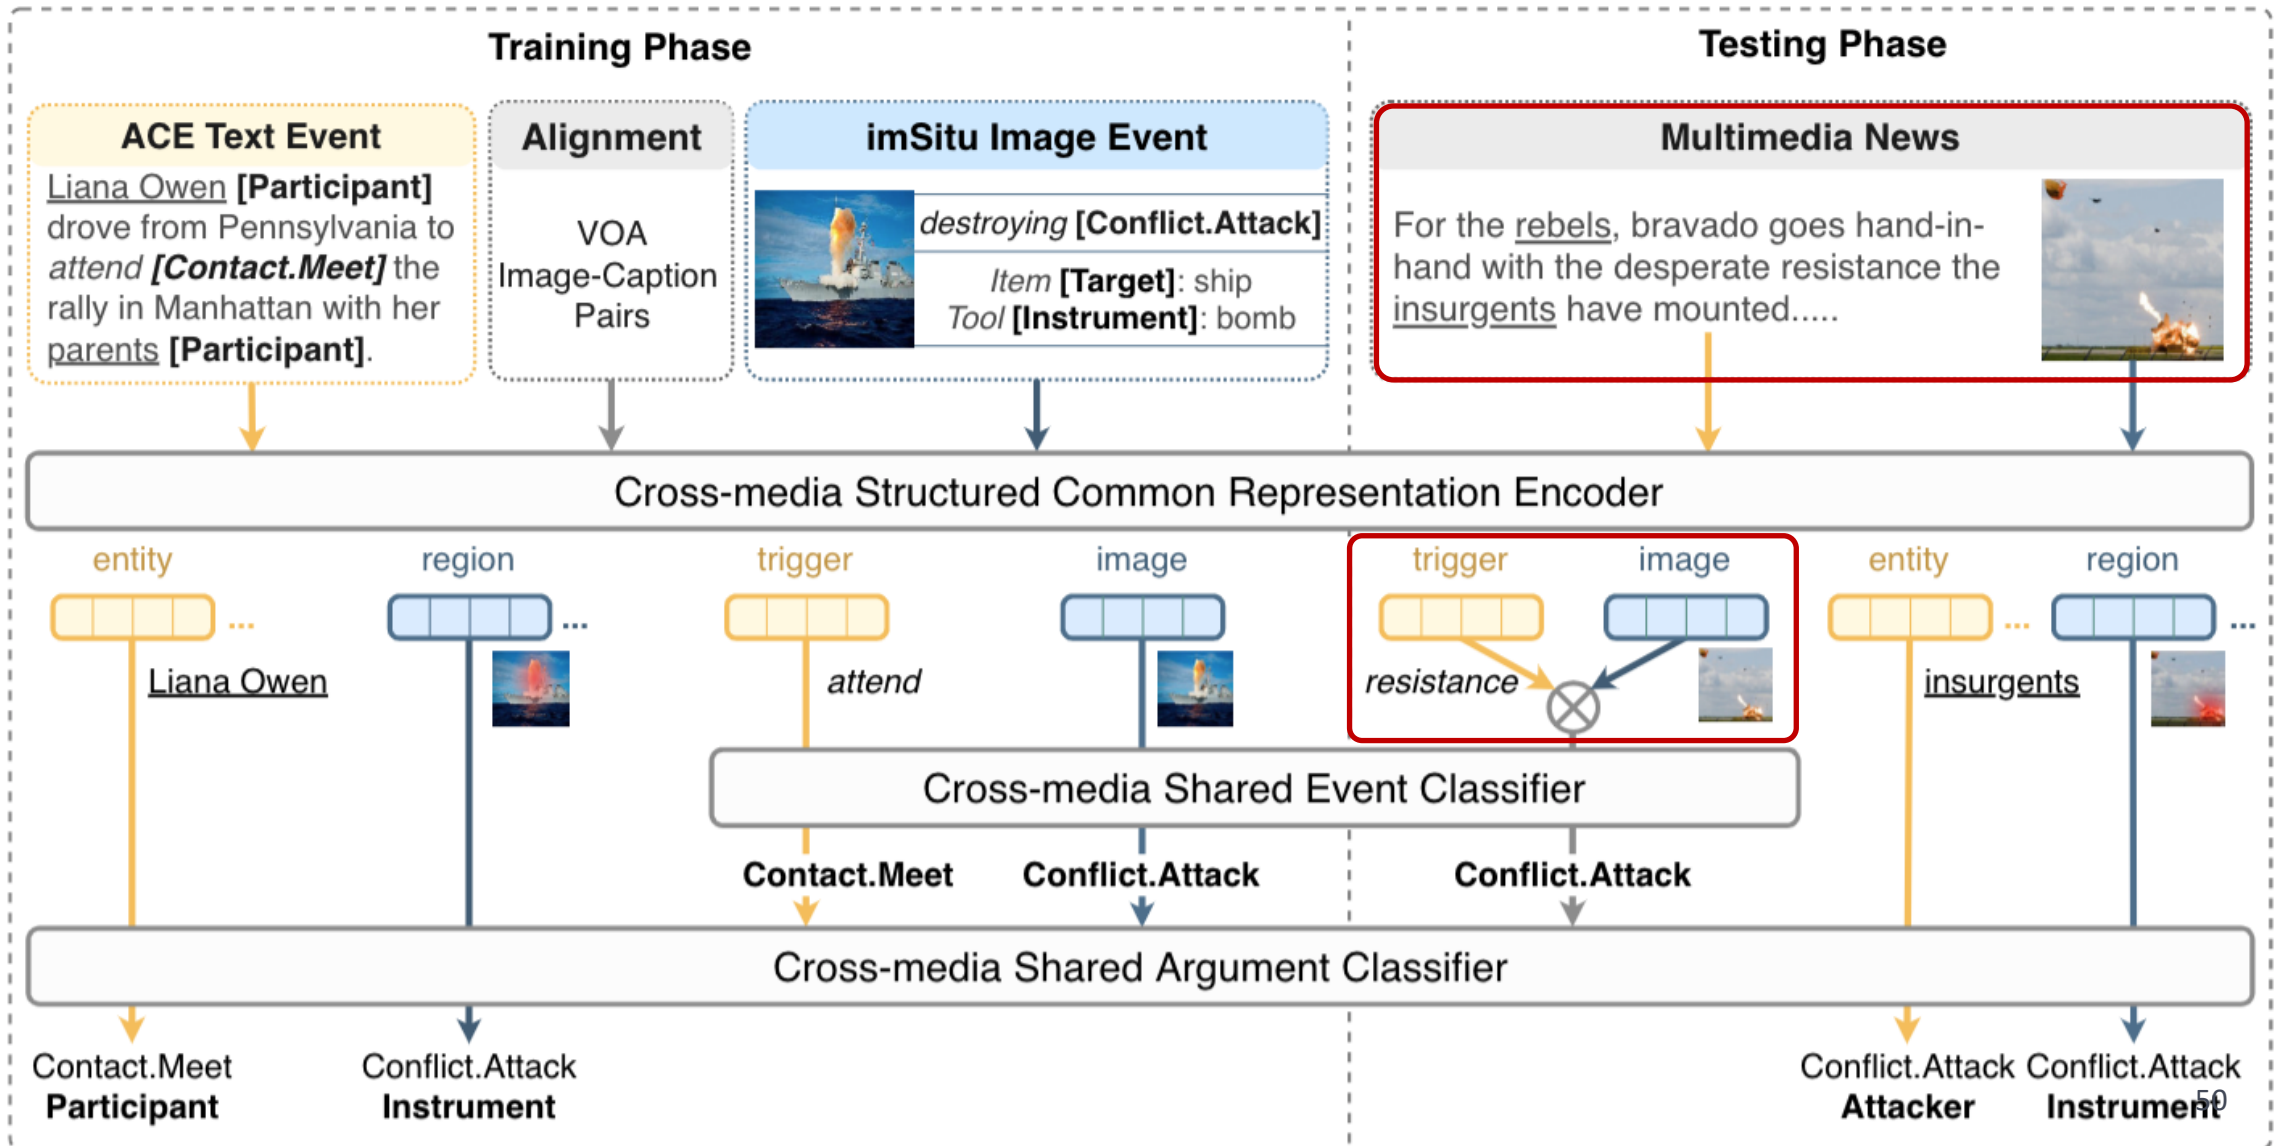 Training Phase
Testing Phase
ACE Text Event
Liana Owen [Participant]
drove from Pennsylvania to
attend [Contact.Meet] the
rally in Manhattan with her
parents [Participant].
Alignment
VOA
Image-Caption
Pairs
imSitu Image Event
destroying [Conflict.Attack]
Item [Target]: ship
Tool [Instrument]: bomb
Multimedia News
For the rebels, bravado goes hand-in-
hand with the desperate resistance the
insurgents have mounted.....
Cross-media Structured Common Representation Encoder
entity
region
trigger
image
trigger
image
entity
region
...
...
...
...
Liana Owen
attend
resistance
insurgents
Cross-media Shared Event Classifier
Contact.Meet
Conflict.Attack
Conflict.Attack
Cross-media Shared Argument Classifier
Contact.Meet
Participant
Conflict.Attack
Instrument
Conflict.Attack
Attacker
Conflict.Attack
Instrument
50